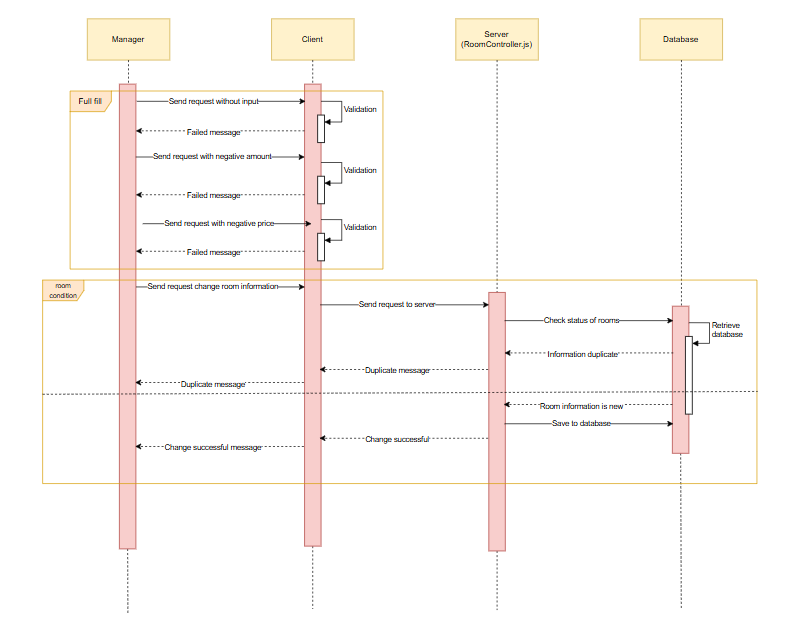 Manager
Client
Server
(RoomController.js)
Database
Full fill
Send request without input
Validation
Failed message
Send request with negative amount
Validation
Failed message
Send request with negative price
Validation
Failed message
room
condition
Send request change room information
Send request to server
Check status of rooms
Retrieve
database
Information duplicate
Duplicate message
Duplicate message
Room information is new
Save to database
Change successful
Change successful message